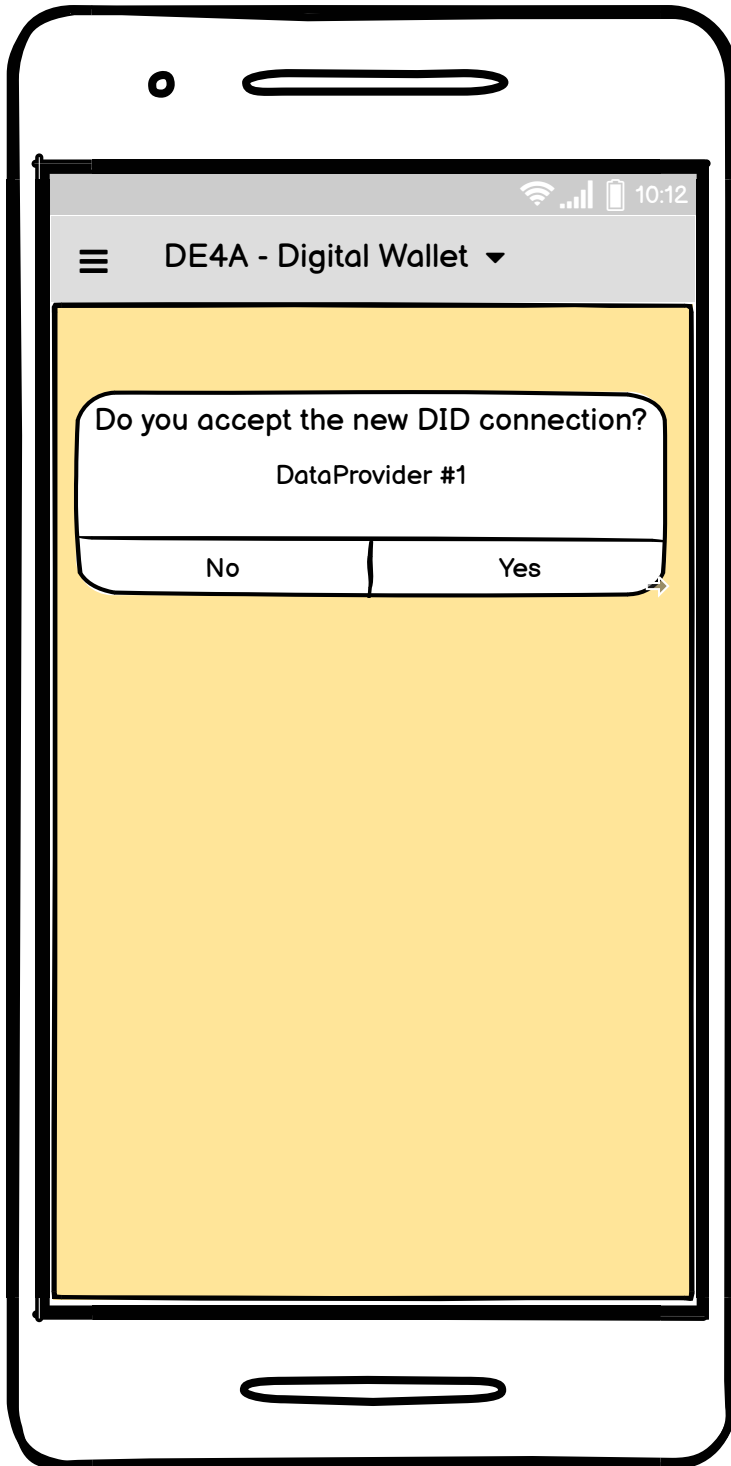 10:12
DE4A - Digital Wallet
Do you accept the new DID connection?
DataProvider #1
No Yes